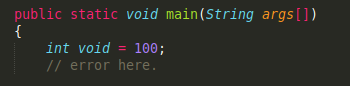 public static void main(String args[])
{
    int void = 100;
    // error here.